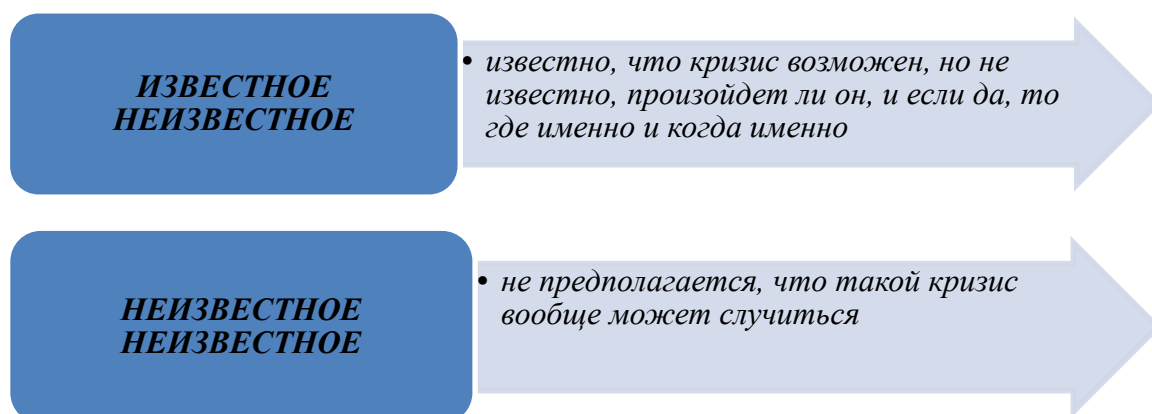 ИЗВЕСТНОЕ
НЕИЗВЕСТНОЕ
• известно, что кризис возможен, но не
известно, произойдет ли он, и если да, то
где именно и когда именно
НЕИЗВЕСТНОЕ
НЕИЗВЕСТНОЕ
• не предполагается, что такой кризис
вообще может случиться